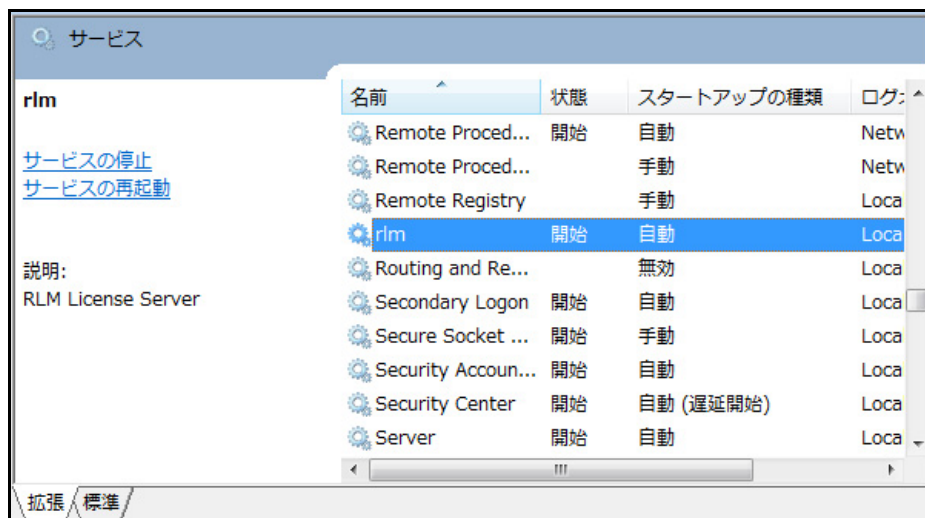 サービス
rlm
サービスの停止
サービスの再起動
説明:
RLM License Server
名前 状態 スタートアップの種類 ログオ
Remote Proced... 開始 自動 Netw
Remote Proced... 手動 Netw
Remote Registry 手動 Loca
rlm 開始 自動 Loca
Routing and Re... 無効 Loca
Secondary Logon 開始 自動 Loca
Secure Socket ... 開始 手動 Loca
Security Accoun... 開始 自動 Loca
Security Center 開始 自動 (遅延開始) Loca
Server 開始 自動 Loca
拡張 標準